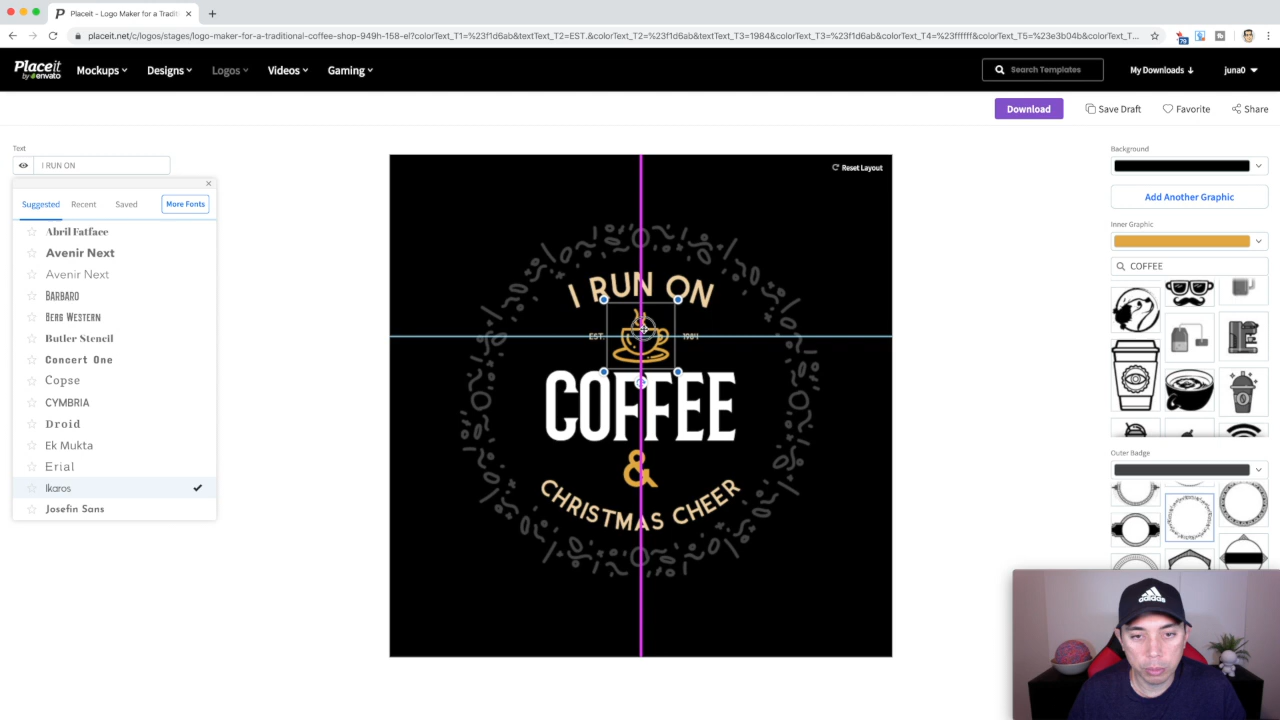 Placeit - Logo Maker for a Traditi
placeit.net/c/logos/stages/logo-maker-for-a-traditional-coffee-shop-949h-158-el?colorText_T1=%23f1d6ab&textText_T2=EST.&colorText_T2=%23f1d6ab&textText_T3=1984&colorText_T3=%23f1d6ab&colorText_T4=%23ffffff&colorText_T5=%23e3b04b&colorText_T...
79
Placeit
by envato
Mockups
Designs
Logos
Videos
Gaming
Search Templates
My Downloads
juna0
Download
Save Draft
Favorite
Share
Text
I RUN ON
Suggested
Recent
Saved
More Fonts
Abril Fatface
Avenir Next
Avenir Next
Barbaro
Berg Western
Butler Stencil
Concert One
Copse
CYMBRIA
Droid
Ek Mukta
Erial
Ikaros
Josefin Sans
Reset Layout
I RUN ON
EST.
1984
COFFEE
&
CHRISTMAS CHEER
Background
Add Another Graphic
Inner Graphic
COFFEE
Outer Badge
adidas